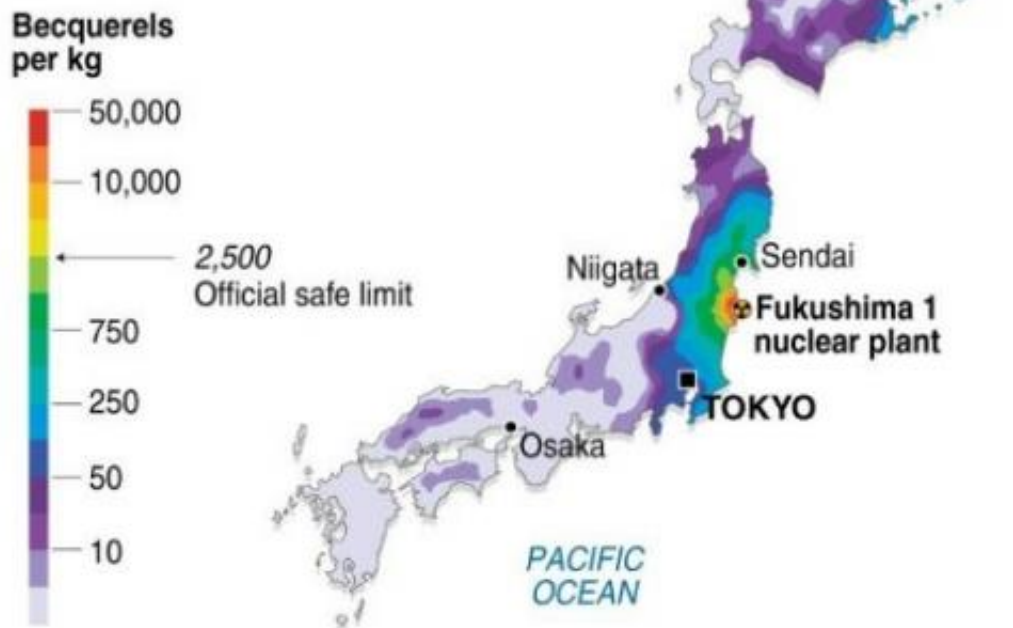 Becquerels
per kg
50,000
10,000
2,500
Official safe limit
750
250
50
10
Niigata
Sendai
Fukushima 1
nuclear plant
TOKYO
Osaka
PACIFIC
OCEAN